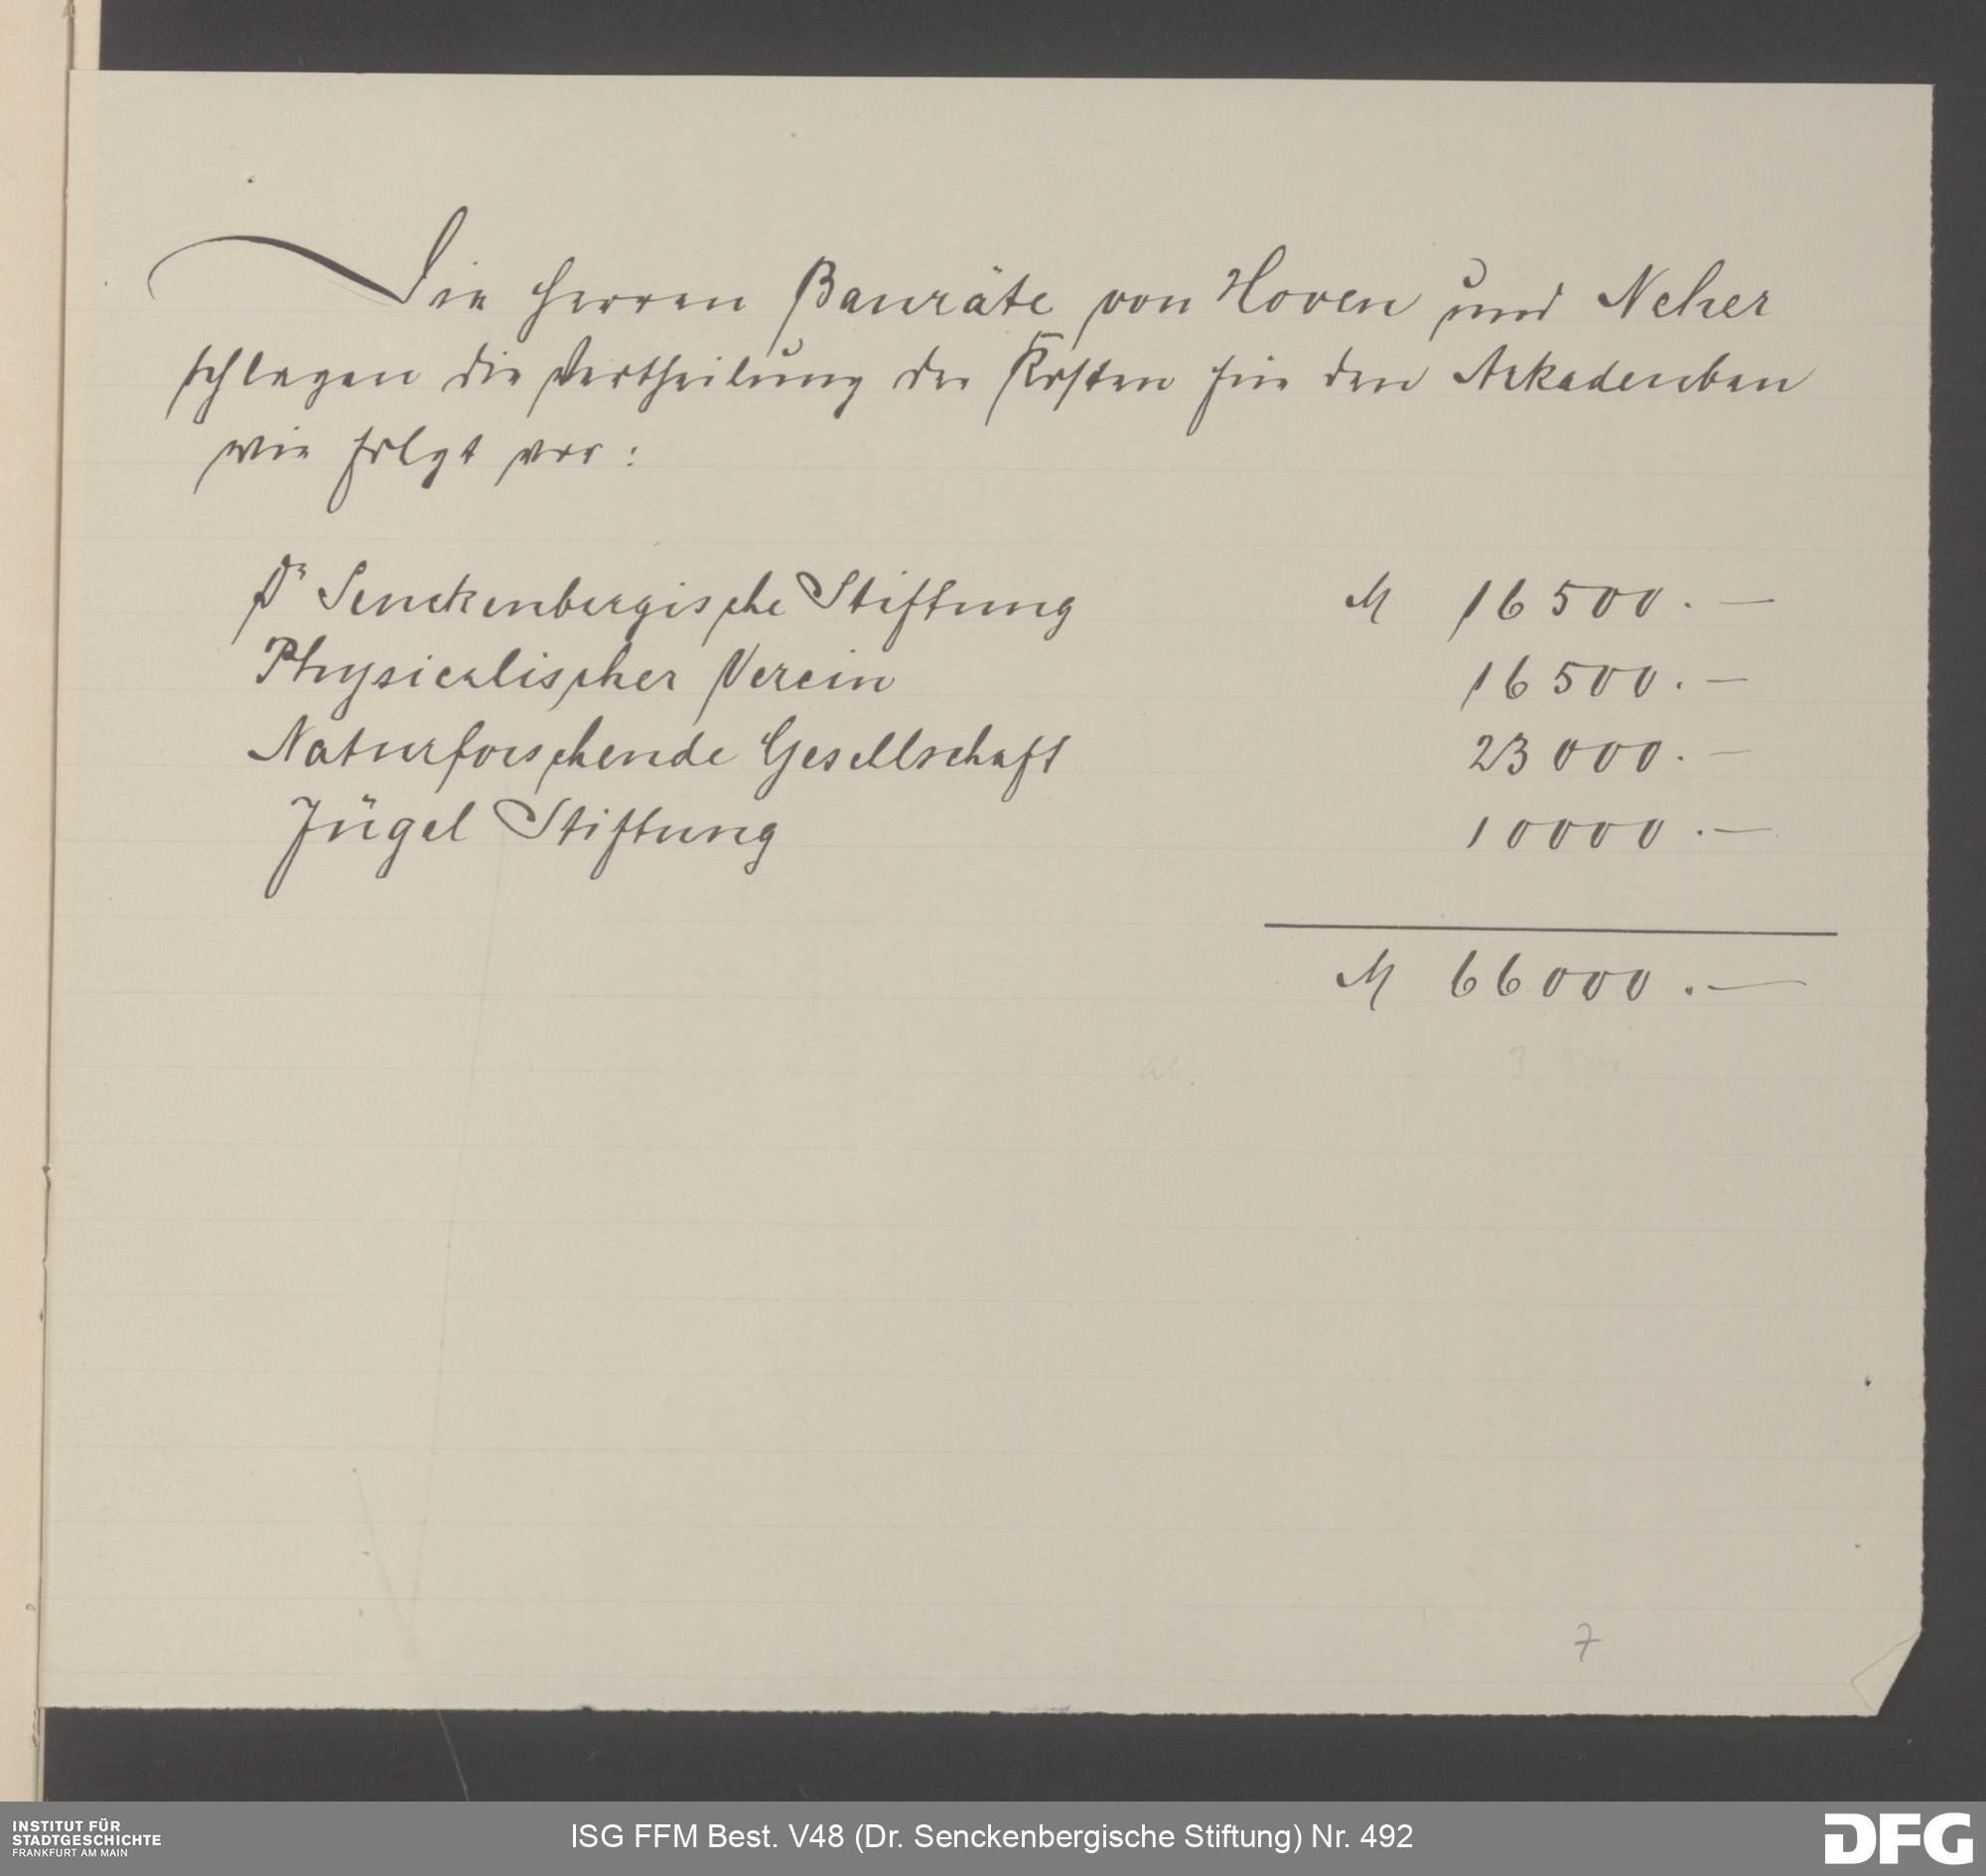 Die Herren Bauräte von Hoven und Neher
schlagen die Vertheilung der Kosten für den Arkadenbau
wie folgt vor:
Dr Senckenbergische Stiftung M 16500.—
Physicalischer Verein 16500.—
Naturforschende Gesellschaft 23000.—
Jügel Stiftung 10000.—
M 66000.—
7
INSTITUT FÜR
STADTGESCHICHTE
FRANKFURT AM MAIN
ISG FFM Best. V48 (Dr. Senckenbergische Stiftung) Nr. 492
DFG